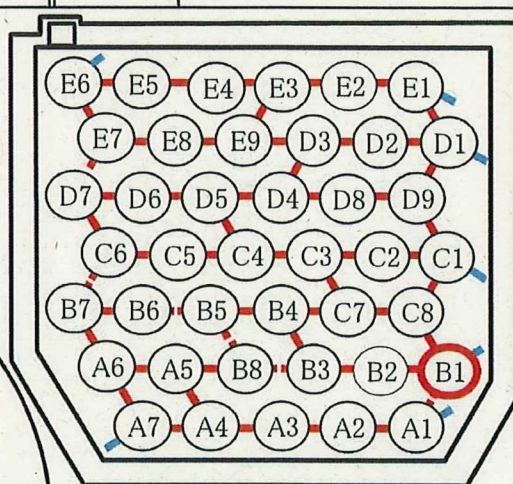 E6 E5 E4 E3 E2 E1
E7 E8 E9 D3 D2 D1
D7 D6 D5 D4 D8 D9
C6 C5 C4 C3 C2 C1
B7 B6 B5 B4 C7 C8
A6 A5 B8 B3 B2 B1
A7 A4 A3 A2 A1